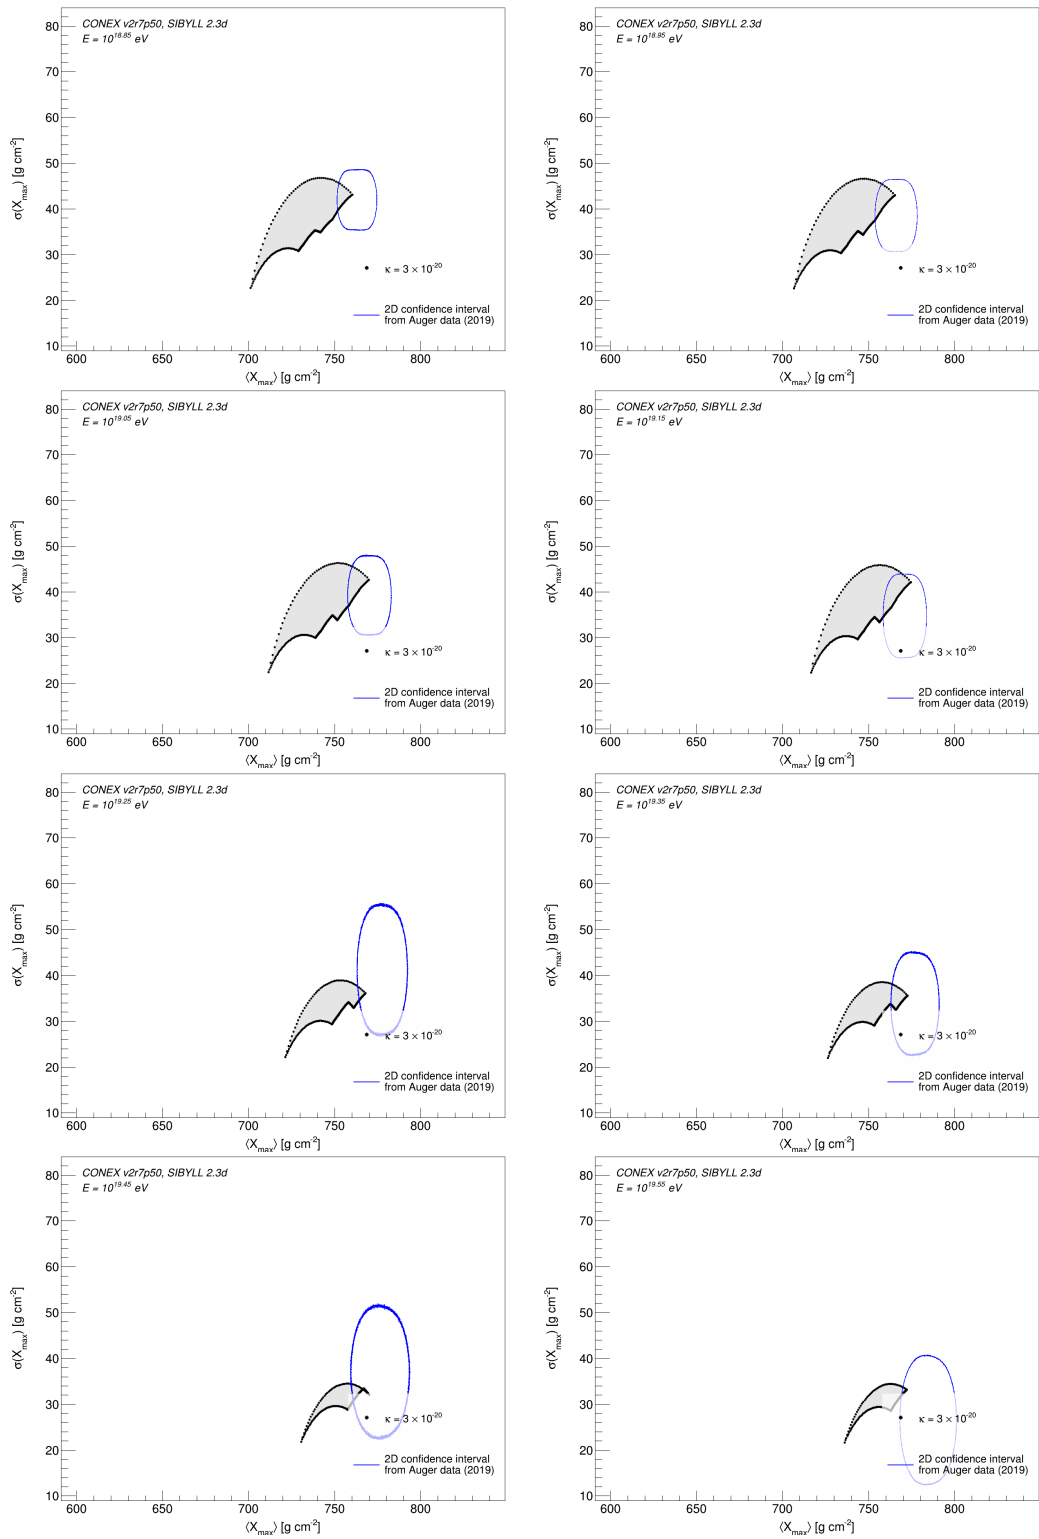 CONEX v2r7p50, SIBYLL 2.3d
E = 10^18.85 eV
σ(X_max) [g cm^-2]
80
70
60
50
40
30
20
10
κ = 3 × 10^-20
2D confidence interval
from Auger data (2019)
600 650 700 750 800
⟨X_max⟩ [g cm^-2]
CONEX v2r7p50, SIBYLL 2.3d
E = 10^18.95 eV
σ(X_max) [g cm^-2]
80
70
60
50
40
30
20
10
κ = 3 × 10^-20
2D confidence interval
from Auger data (2019)
600 650 700 750 800
⟨X_max⟩ [g cm^-2]
CONEX v2r7p50, SIBYLL 2.3d
E = 10^19.05 eV
σ(X_max) [g cm^-2]
80
70
60
50
40
30
20
10
κ = 3 × 10^-20
2D confidence interval
from Auger data (2019)
600 650 700 750 800
⟨X_max⟩ [g cm^-2]
CONEX v2r7p50, SIBYLL 2.3d
E = 10^19.15 eV
σ(X_max) [g cm^-2]
80
70
60
50
40
30
20
10
κ = 3 × 10^-20
2D confidence interval
from Auger data (2019)
600 650 700 750 800
⟨X_max⟩ [g cm^-2]
CONEX v2r7p50, SIBYLL 2.3d
E = 10^19.25 eV
σ(X_max) [g cm^-2]
80
70
60
50
40
30
20
10
κ = 3 × 10^-20
2D confidence interval
from Auger data (2019)
600 650 700 750 800
⟨X_max⟩ [g cm^-2]
CONEX v2r7p50, SIBYLL 2.3d
E = 10^19.35 eV
σ(X_max) [g cm^-2]
80
70
60
50
40
30
20
10
κ = 3 × 10^-20
2D confidence interval
from Auger data (2019)
600 650 700 750 800
⟨X_max⟩ [g cm^-2]
CONEX v2r7p50, SIBYLL 2.3d
E = 10^19.45 eV
σ(X_max) [g cm^-2]
80
70
60
50
40
30
20
10
κ = 3 × 10^-20
2D confidence interval
from Auger data (2019)
600 650 700 750 800
⟨X_max⟩ [g cm^-2]
CONEX v2r7p50, SIBYLL 2.3d
E = 10^19.55 eV
σ(X_max) [g cm^-2]
80
70
60
50
40
30
20
10
κ = 3 × 10^-20
2D confidence interval
from Auger data (2019)
600 650 700 750 800
⟨X_max⟩ [g cm^-2]